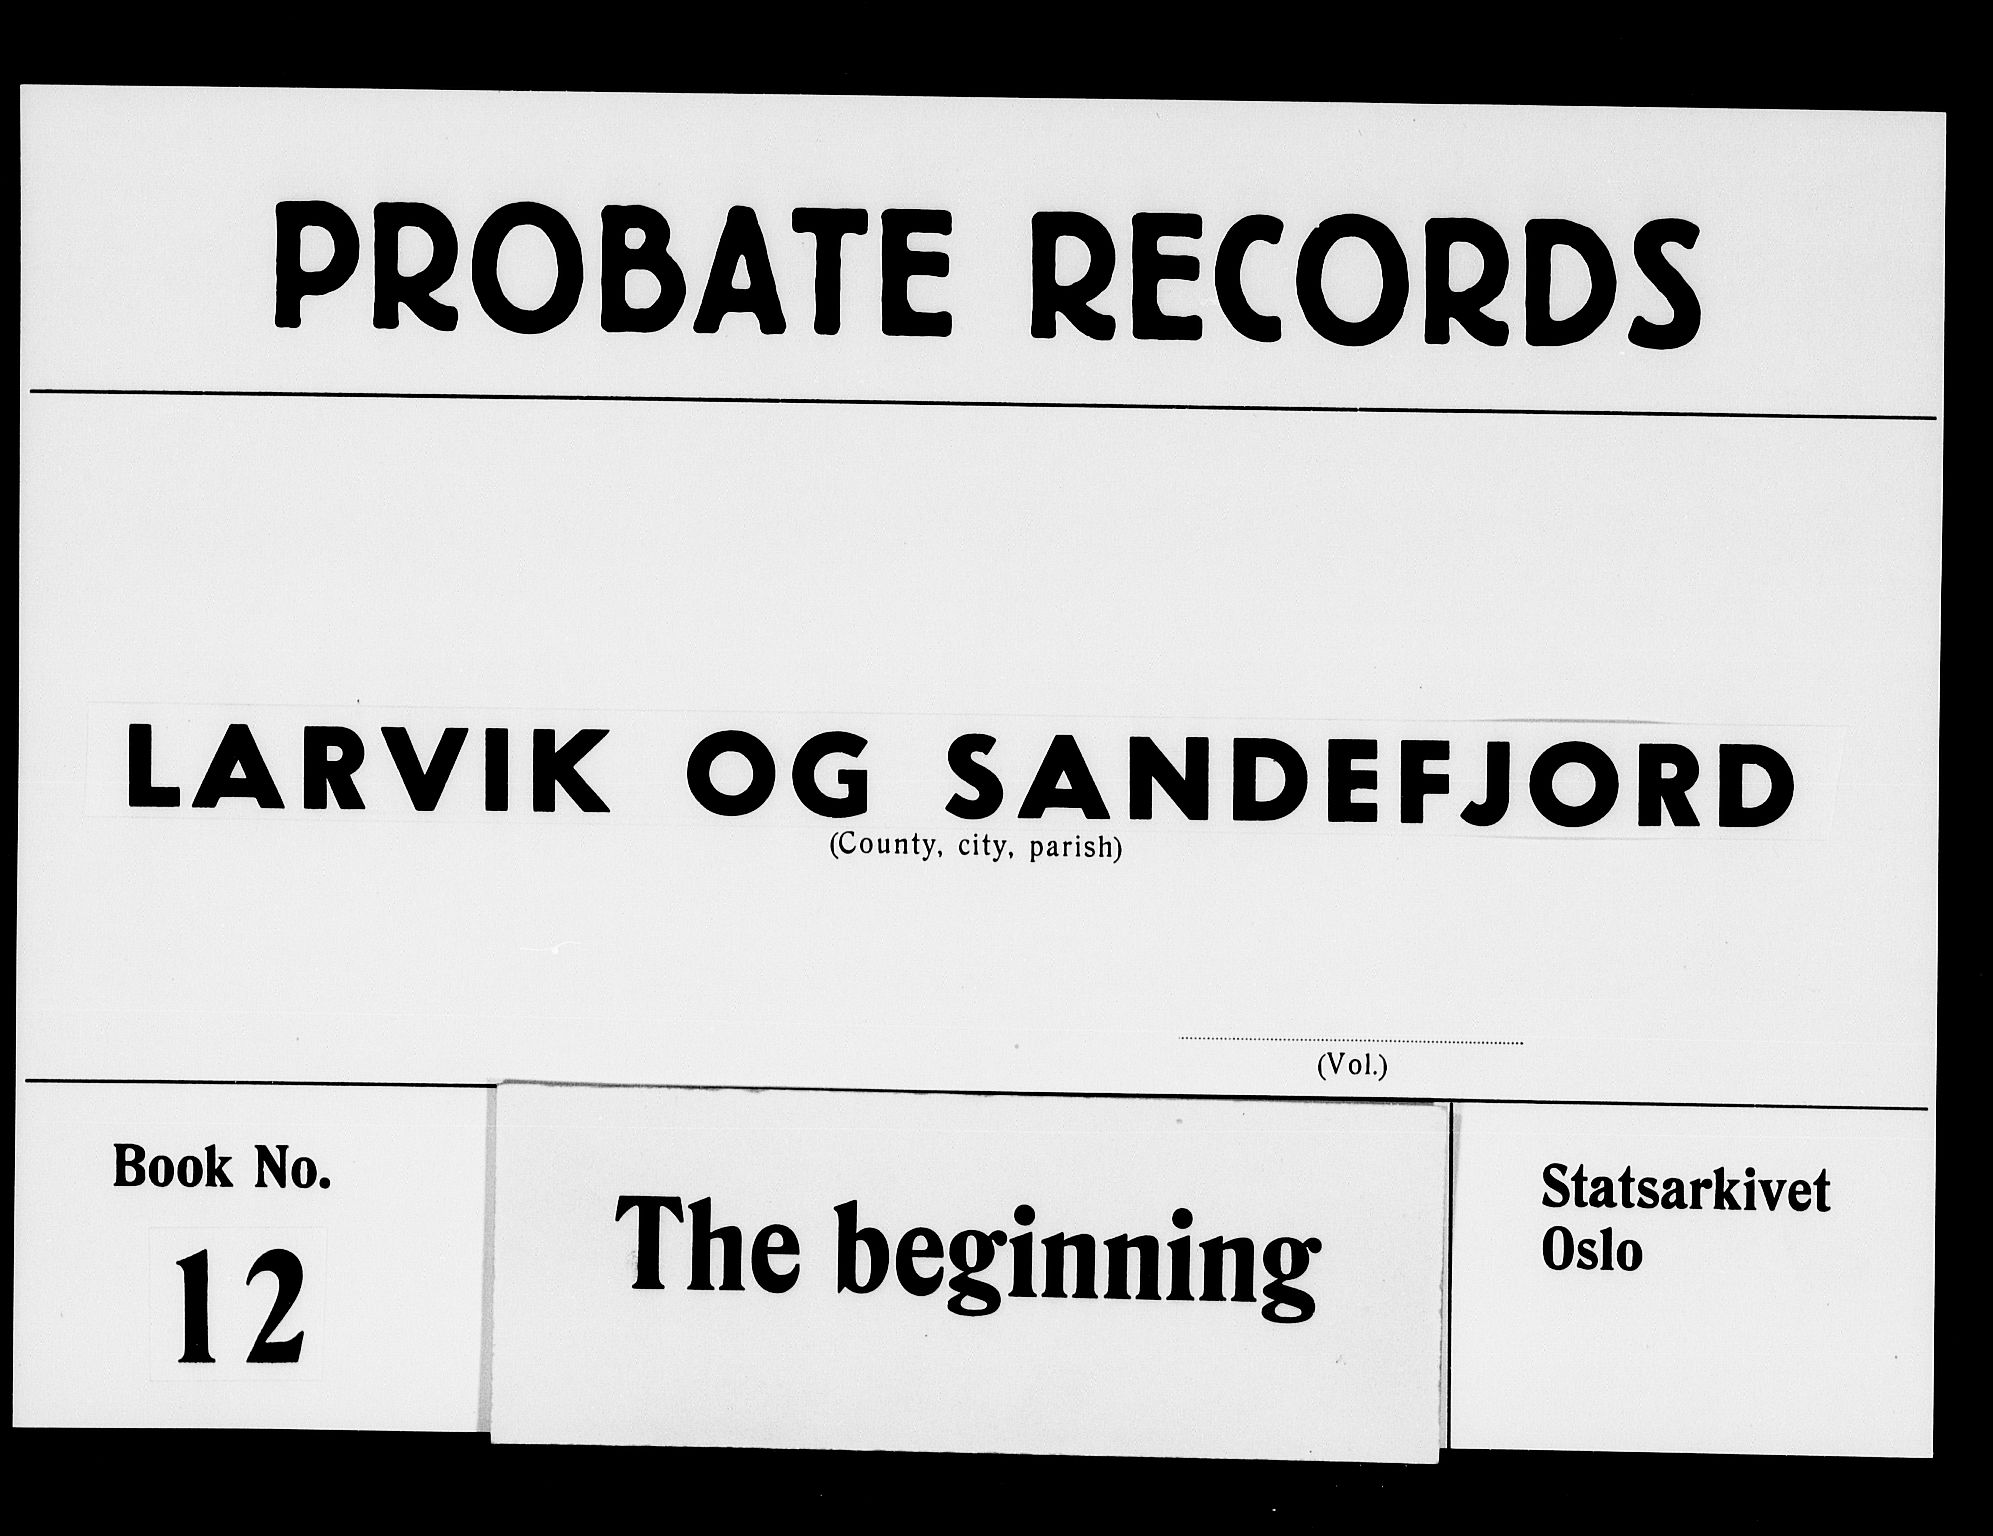 PROBATE RECORDS
LARVIK OG SANDEFJORD
(County, city, parish)
(Vol.)
Book No.
12
The beginning
Statsarkivet
Oslo